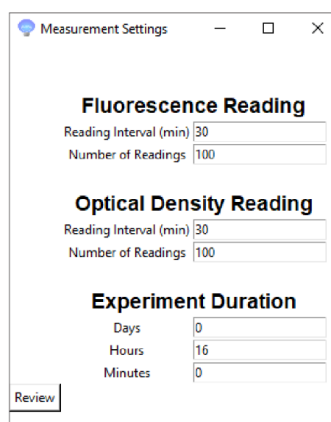 Measurement Settings
Fluorescence Reading
Reading Interval (min) 30
Number of Readings 100
Optical Density Reading
Reading Interval (min) 30
Number of Readings 100
Experiment Duration
Days 0
Hours 16
Minutes 0
Review